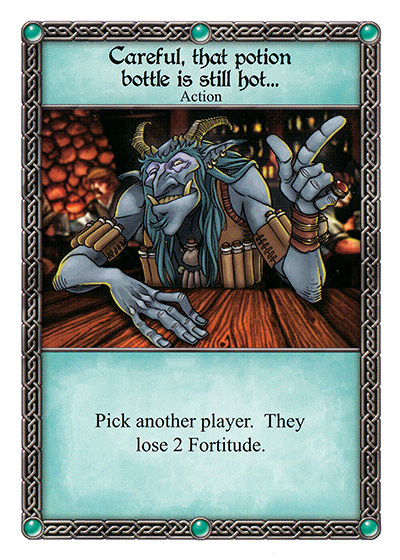 Careful, that potion
bottle is still hot...
Action
Pick another player.  They
lose 2 Fortitude.